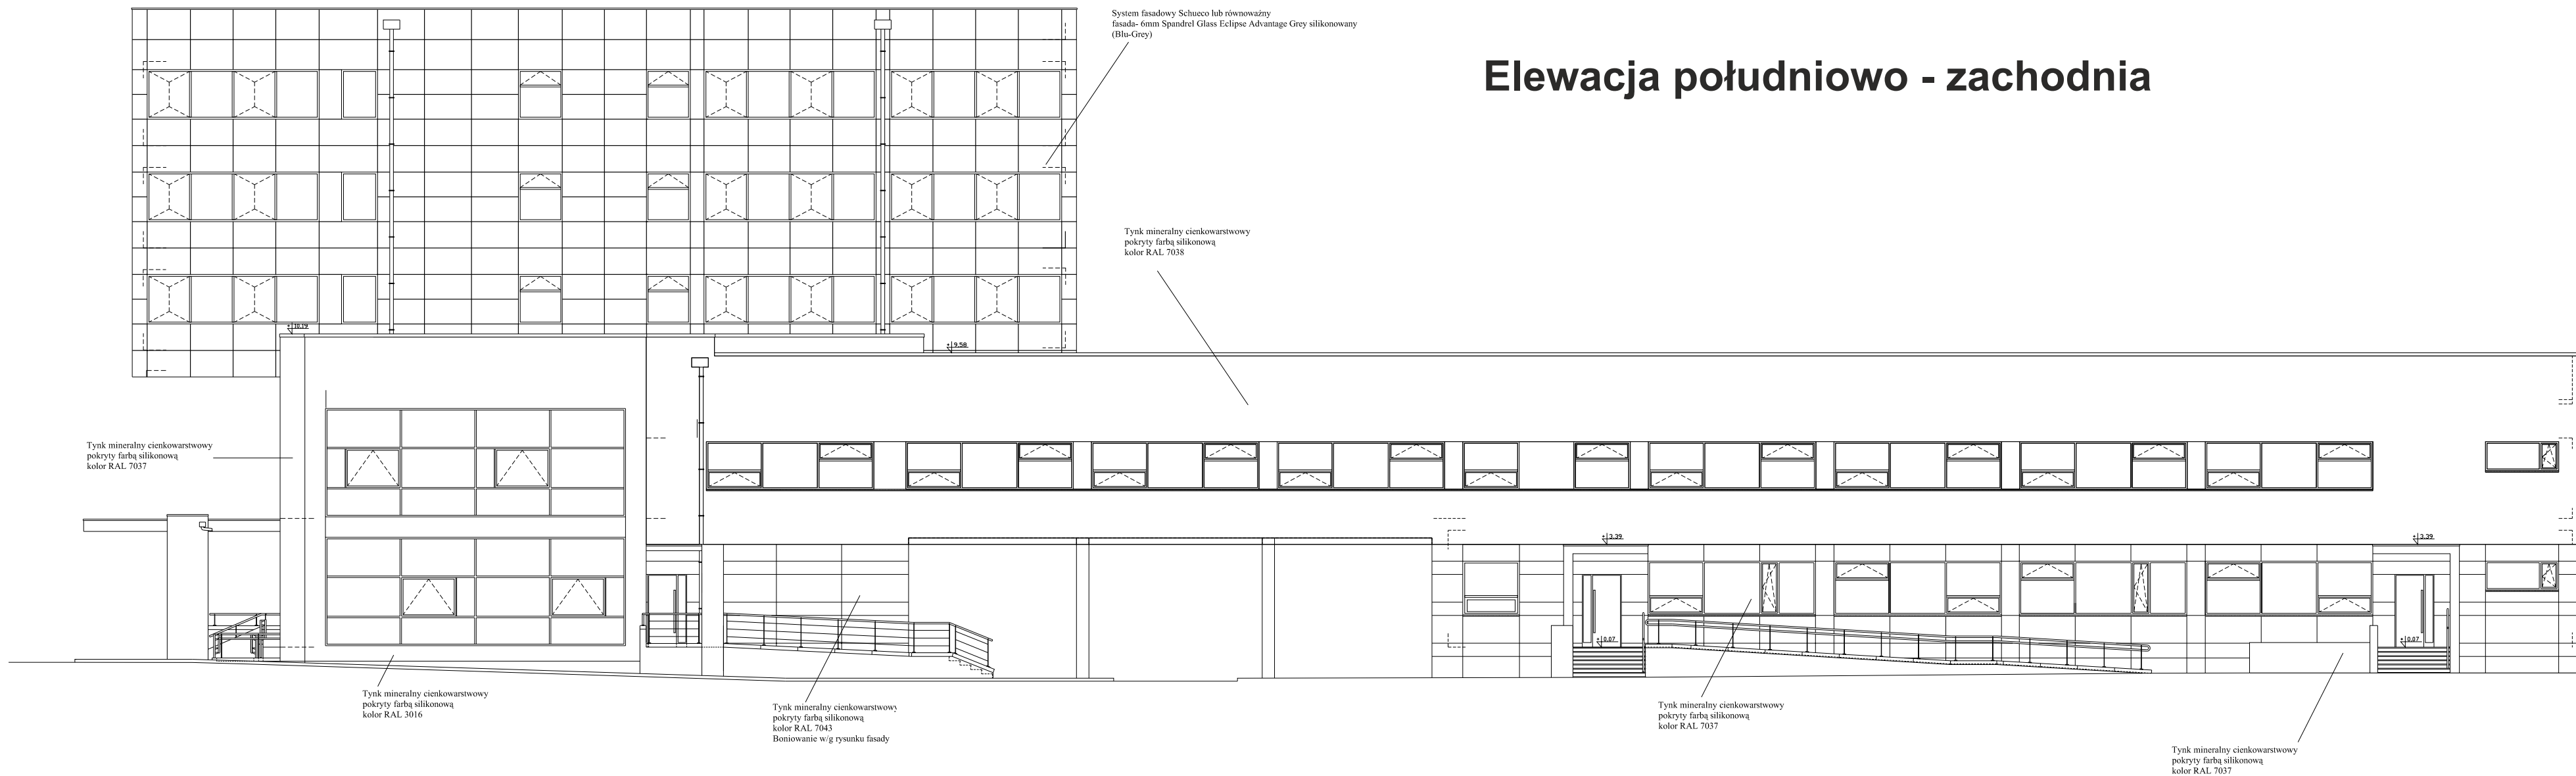 System fasadowy Schueco lub równoważny
fasada- 6mm Spandrel Glass Eclipse Advantage Grey silikonowany
(Blu-Grey)
Elewacja południowo - zachodnia
Tynk mineralny cienkowarstwowy
pokryty farbą silikonową
kolor RAL 7038
+ 10,19
+ 9,58
Tynk mineralny cienkowarstwowy
pokryty farbą silikonową
kolor RAL 7037
+ 3,39
+ 3,39
+ 0,07
+ 0,07
Tynk mineralny cienkowarstwowy
pokryty farbą silikonową
kolor RAL 3016
Tynk mineralny cienkowarstwowy
pokryty farbą silikonową
kolor RAL 7043
Boniowanie w/g rysunku fasady
Tynk mineralny cienkowarstwowy
pokryty farbą silikonową
kolor RAL 7037
Tynk mineralny cienkowarstwowy
pokryty farbą silikonową
kolor RAL 7037